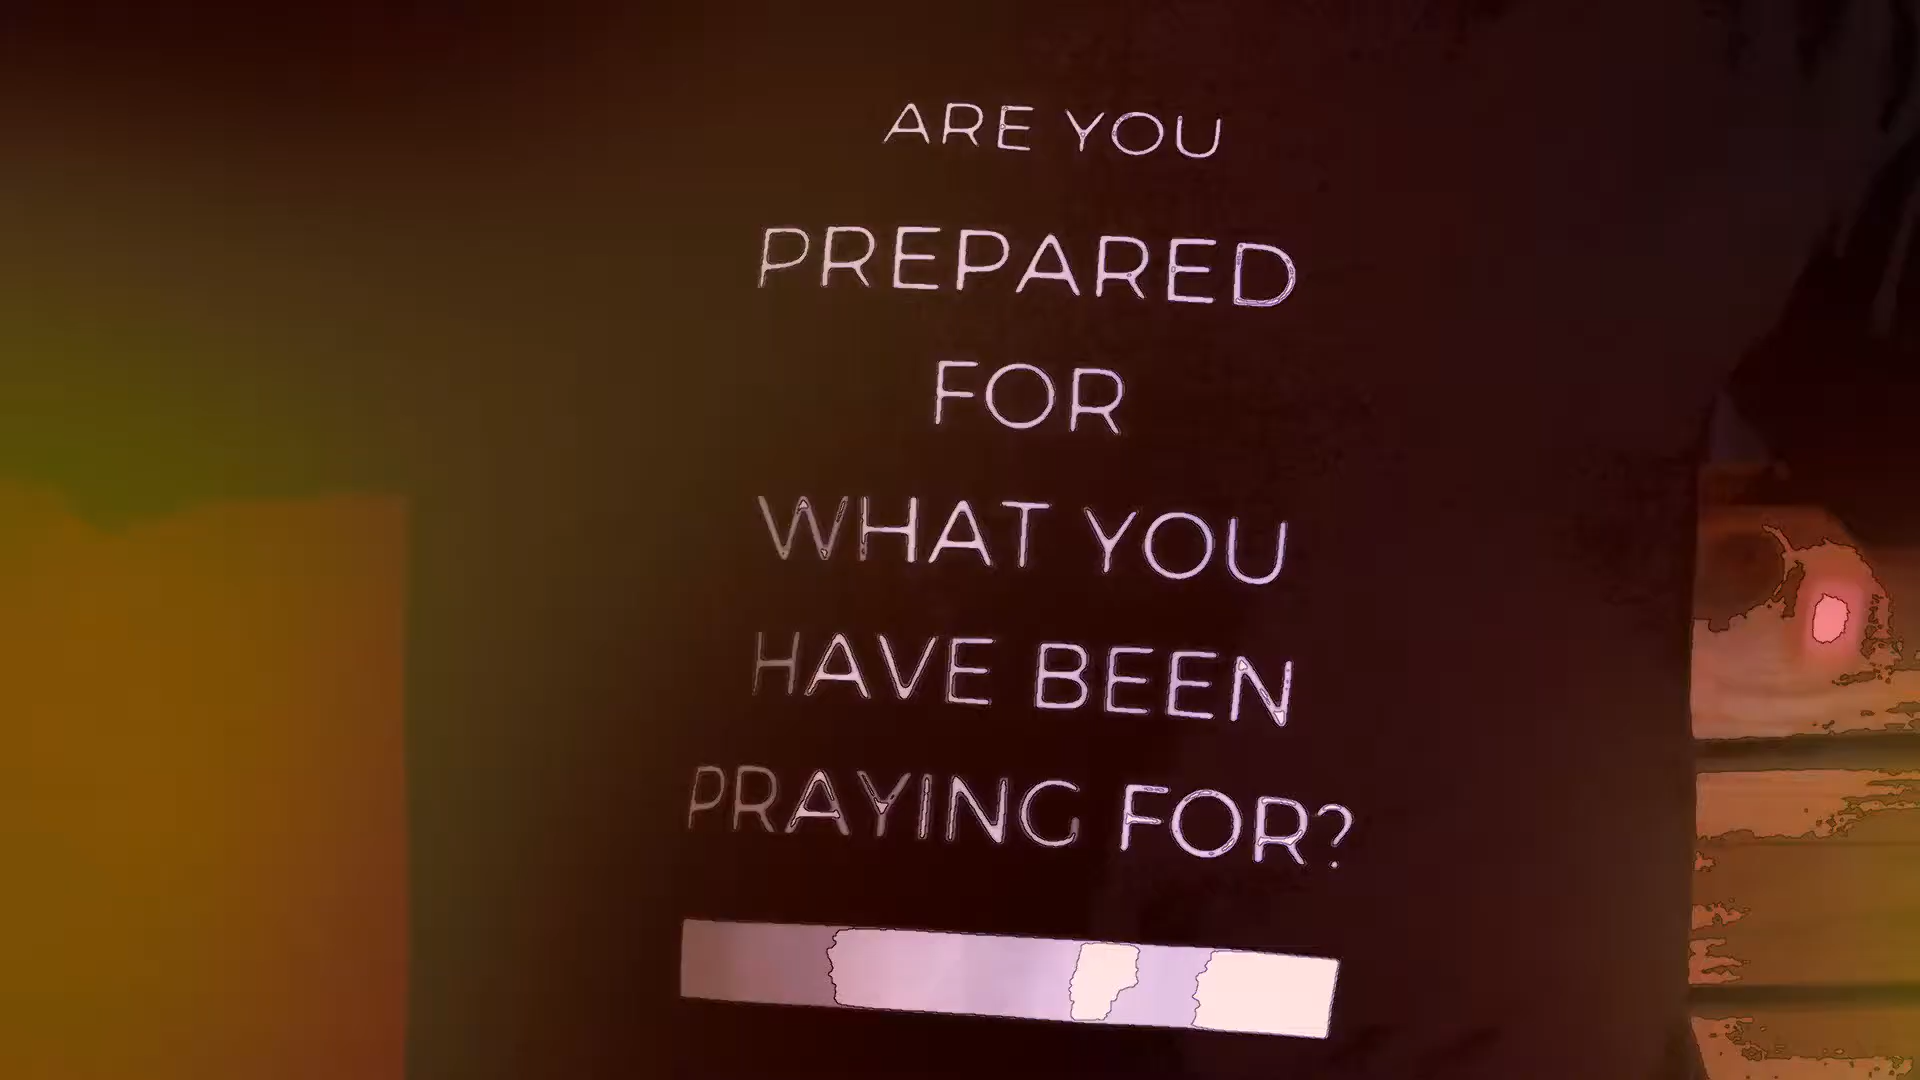 ARE YOU
PREPARED
FOR
WHAT YOU
HAVE BEEN
PRAYING FOR?